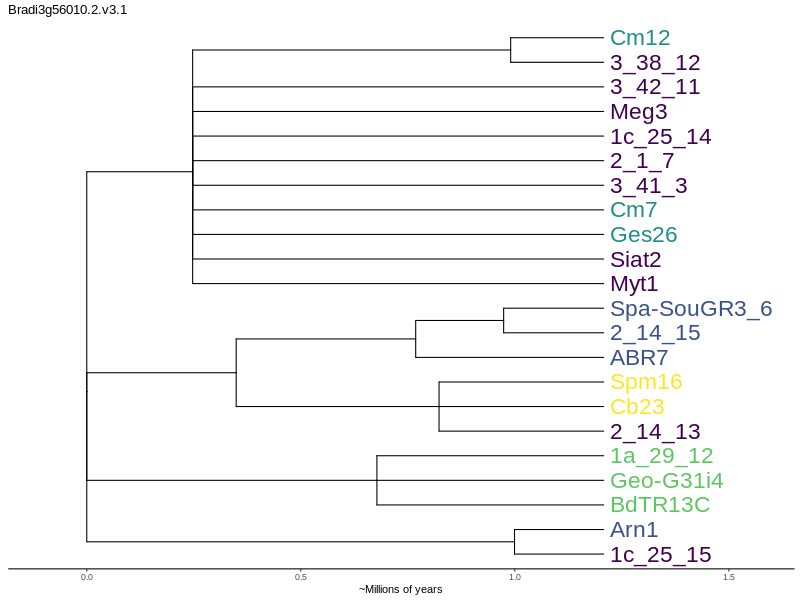 Bradi3g56010.2.v3.1
Cm12
3_38_12
3_42_11
Meg3
1c_25_14
2_1_7
3_41_3
Cm7
Ges26
Siat2
Myt1
Spa-SouGR3_6
2_14_15
ABR7
Spm16
Cb23
2_14_13
1a_29_12
Geo-G31i4
BdTR13C
Arn1
1c_25_15
0.0 0.5 1.0 1.5
~Millions of years